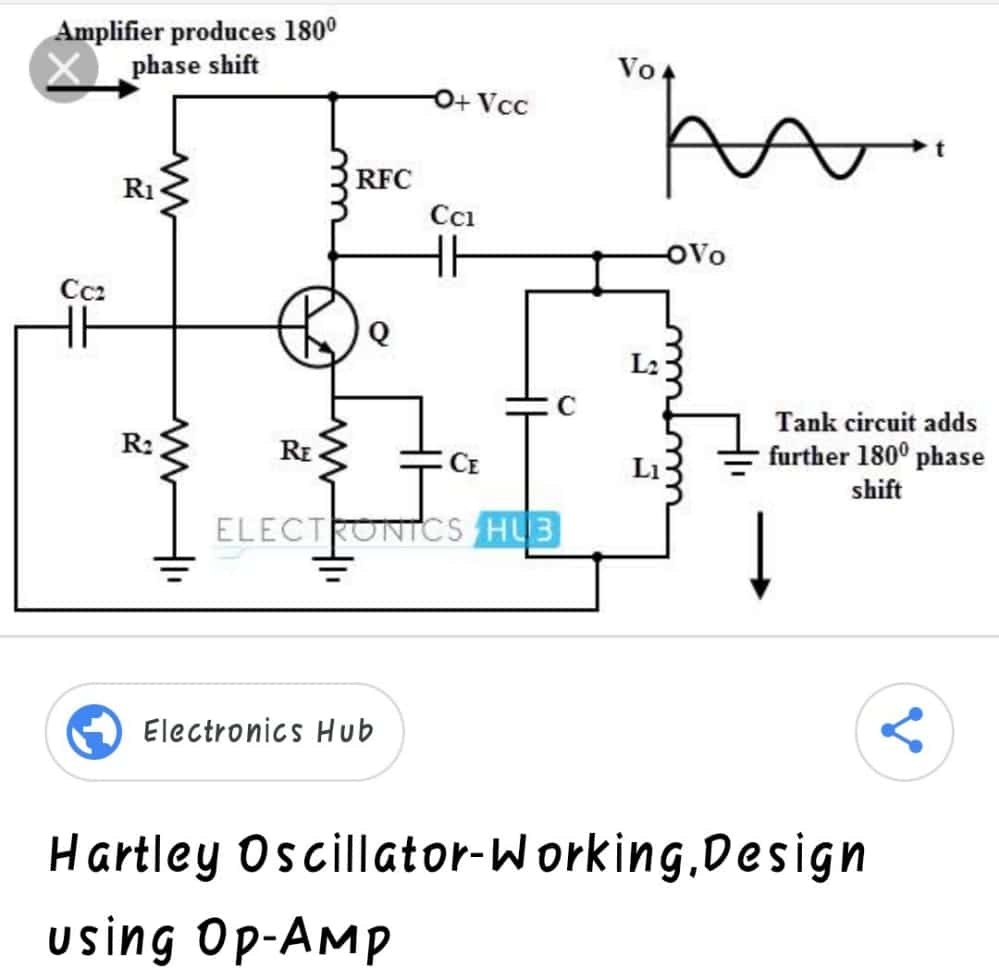 Amplifier produces 180⁰
phase shift
Vo
+ Vcc
t
R1
RFC
Cc1
Vo
Cc2
Q
L2
C
Tank circuit adds
further 180⁰ phase
shift
R2
RE
CE
L1
ELECTRONICS HUB
Electronics Hub
Hartley Oscillator-Working,Design
using Op-Amp